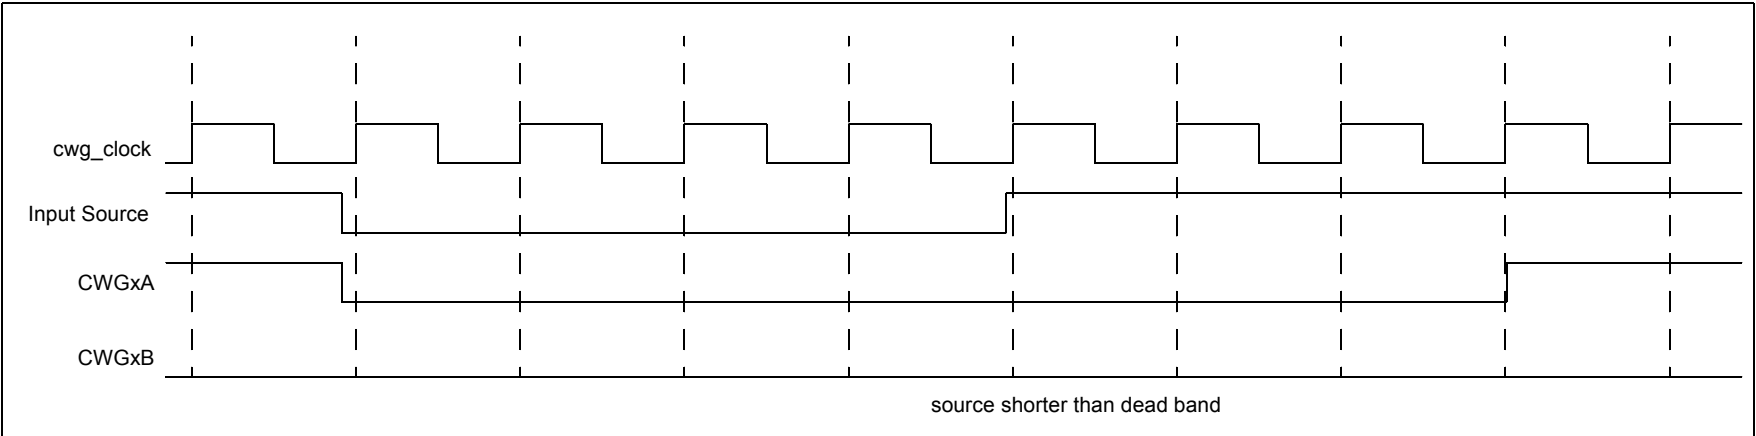 cwg_clock
Input Source
CWGxA
CWGxB
source shorter than dead band